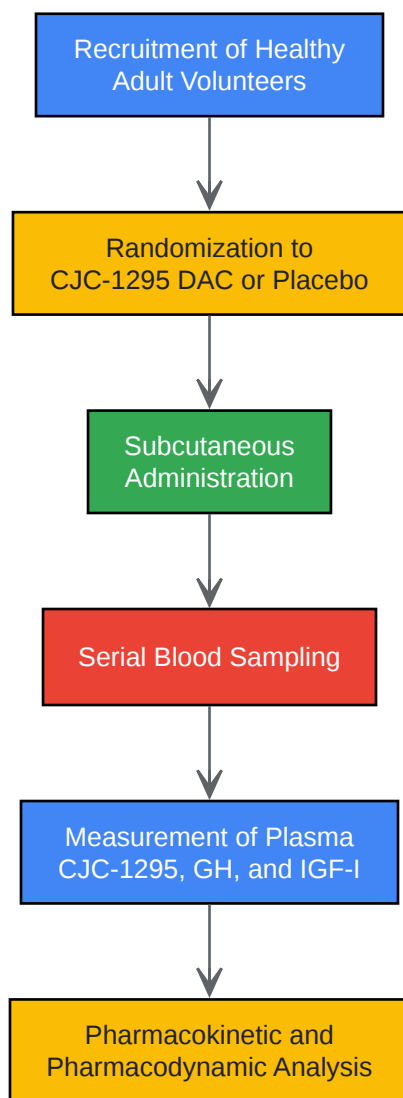 Recruitment of Healthy
Adult Volunteers
Randomization to
CJC-1295 DAC or Placebo
Subcutaneous
Administration
Serial Blood Sampling
Measurement of Plasma
CJC-1295, GH, and IGF-I
Pharmacokinetic and
Pharmacodynamic Analysis